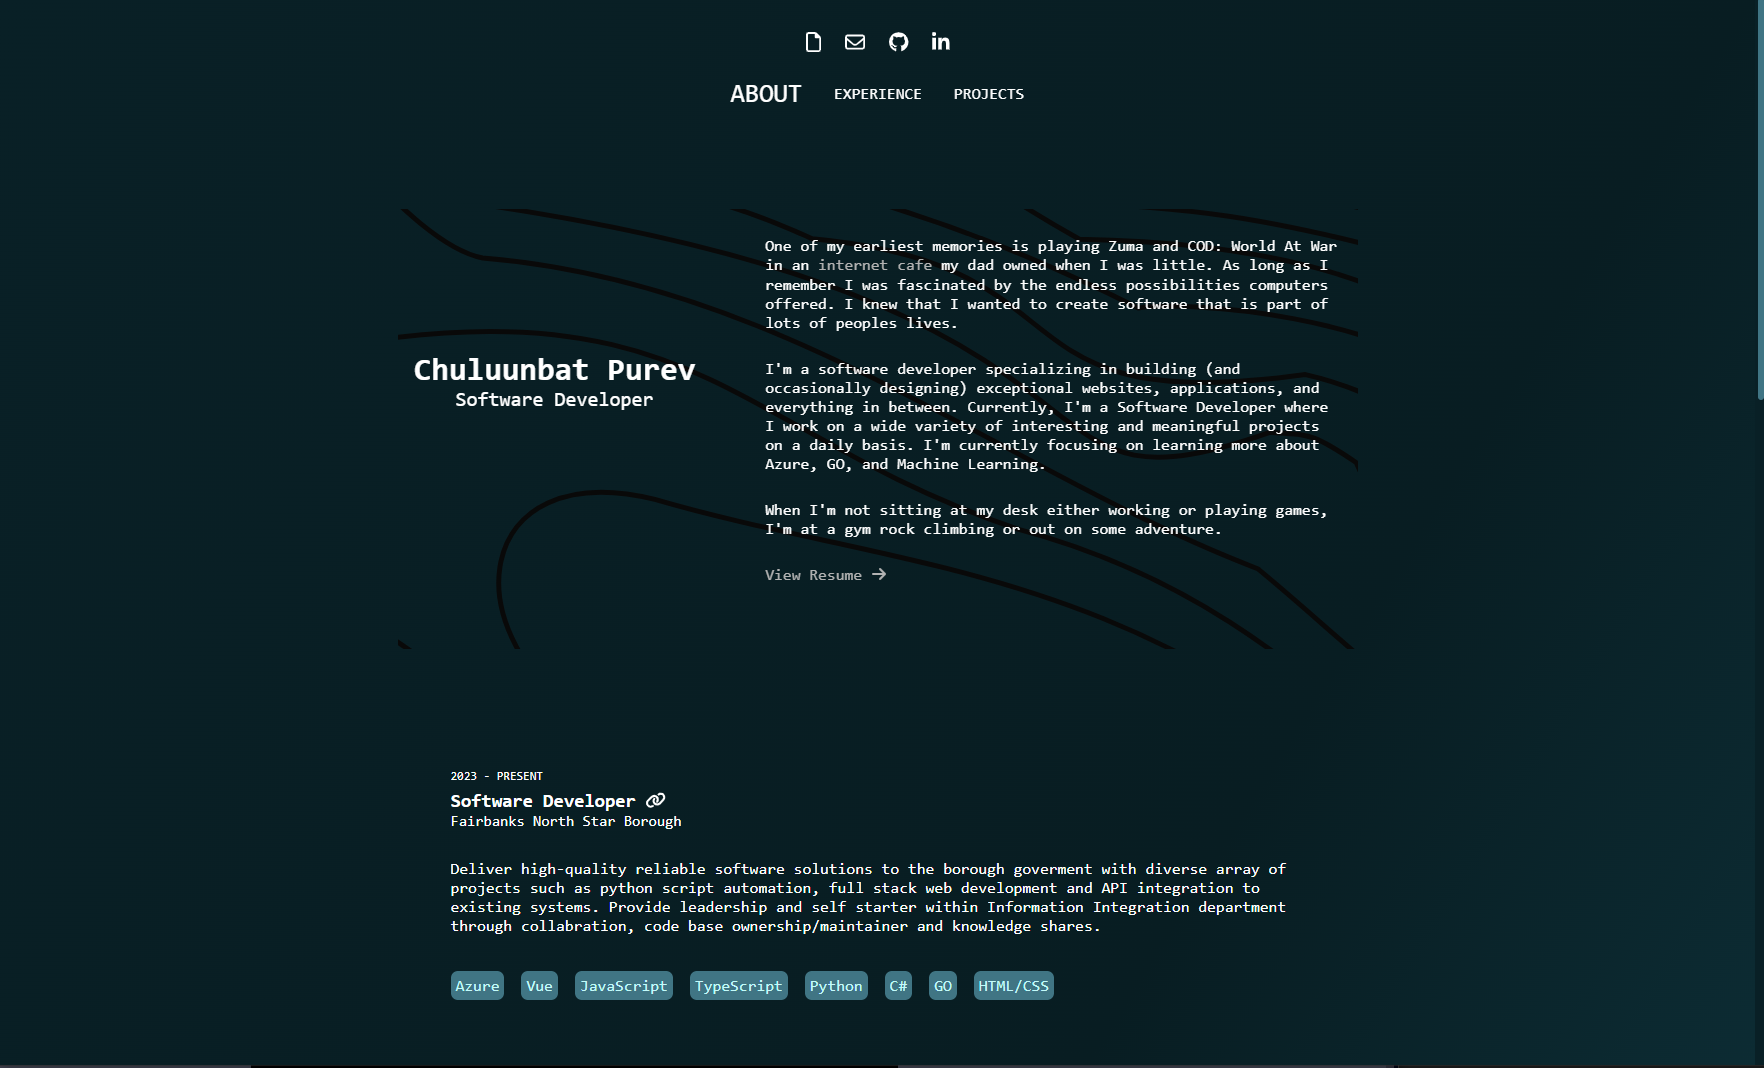 ABOUT EXPERIENCE PROJECTS
Chuluunbat Purev
Software Developer
One of my earliest memories is playing Zuma and COD: World At War
in an internet cafe my dad owned when I was little. As long as I
remember I was fascinated by the endless possibilities computers
offered. I knew that I wanted to create software that is part of
lots of peoples lives.
I'm a software developer specializing in building (and
occasionally designing) exceptional websites, applications, and
everything in between. Currently, I'm a Software Developer where
I work on a wide variety of interesting and meaningful projects
on a daily basis. I'm currently focusing on learning more about
Azure, GO, and Machine Learning.
When I'm not sitting at my desk either working or playing games,
I'm at a gym rock climbing or out on some adventure.
View Resume
2023 - PRESENT
Software Developer
Fairbanks North Star Borough
Deliver high-quality reliable software solutions to the borough goverment with diverse array of
projects such as python script automation, full stack web development and API integration to
existing systems. Provide leadership and self starter within Information Integration department
through collabration, code base ownership/maintainer and knowledge shares.
Azure Vue JavaScript TypeScript Python C# GO HTML/CSS